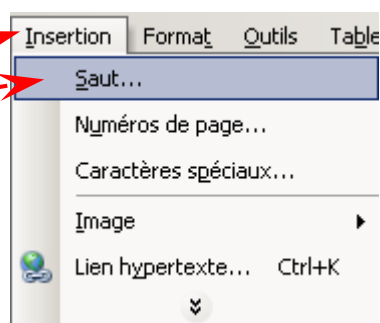 Insertion Format Outils Table
Saut...
Numéros de page...
Caractères spéciaux...
Image
Lien hypertexte... Ctrl+K